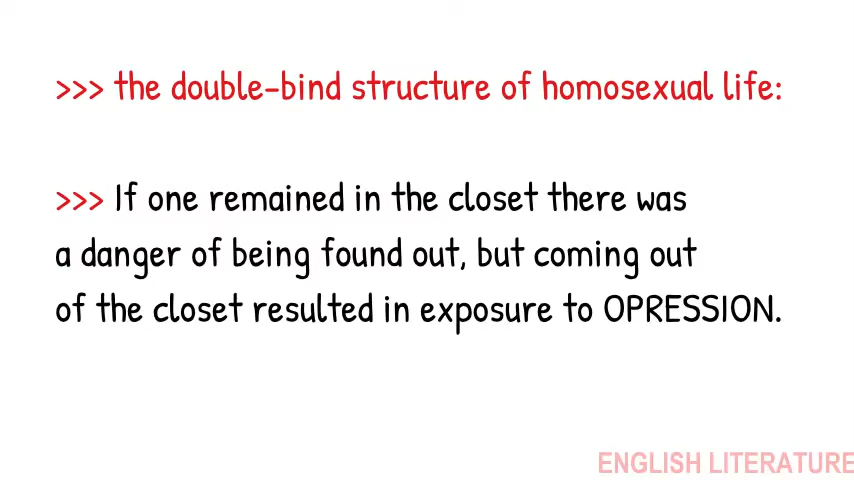 >>> the double-bind structure of homosexual life:
>>> If one remained in the closet there was
a danger of being found out, but coming out
of the closet resulted in exposure to OPRESSION.
ENGLISH LITERATURE